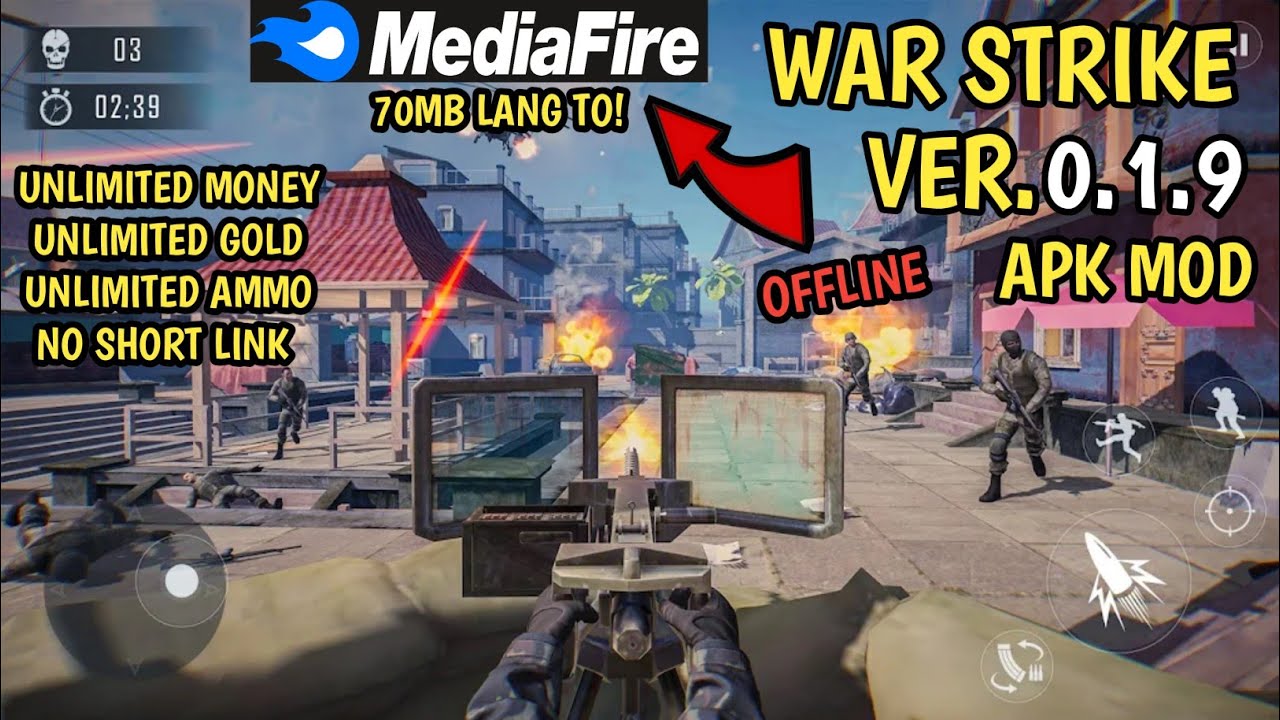 03
02;39
MediaFire
70MB LANG TO!
WAR STRIKE
VER.0.1.9
APK MOD
OFFLINE
UNLIMITED MONEY
UNLIMITED GOLD
UNLIMITED AMMO
NO SHORT LINK